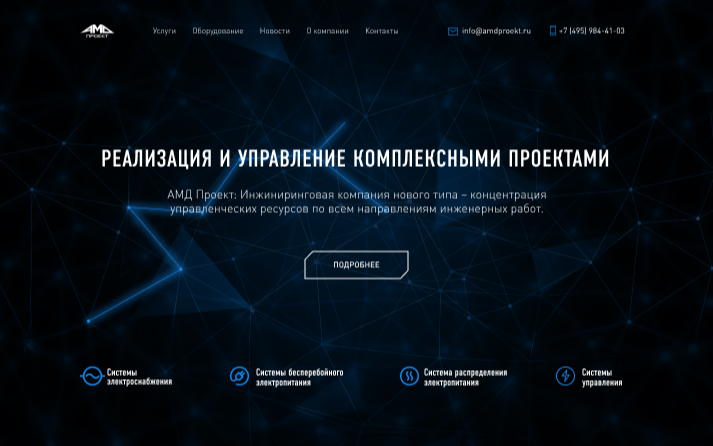 АМД
ПРОЕКТ
Услуги
Оборудование
Новости
О компании
Контакты
info@amdproekt.ru
+7 (495) 984-41-03
РЕАЛИЗАЦИЯ И УПРАВЛЕНИЕ КОМПЛЕКСНЫМИ ПРОЕКТАМИ
АМД Проект: Инжиниринговая компания нового типа – концентрация
управленческих ресурсов по всем направлениям инженерных работ.
ПОДРОБНЕЕ
Системы
электроснабжения
Системы бесперебойного
электропитания
Система распределения
электропитания
Системы
управления